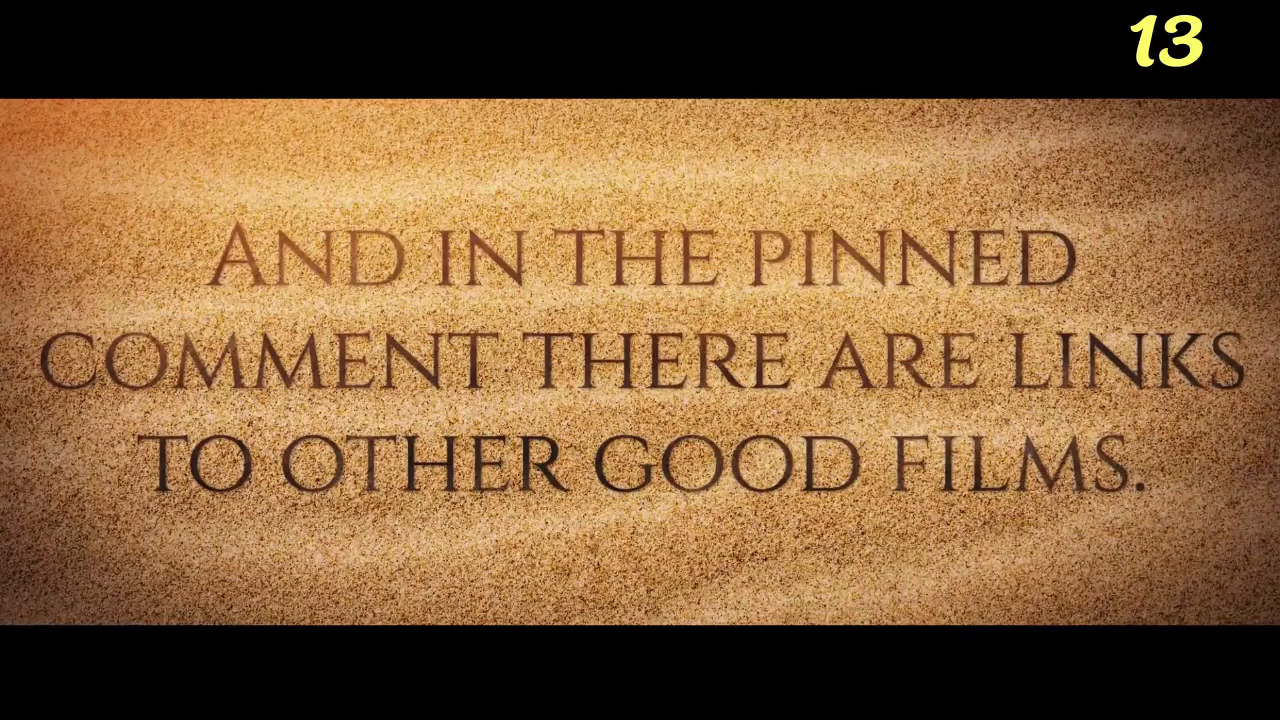 13
And in the pinned
comment there are links
to other good films.